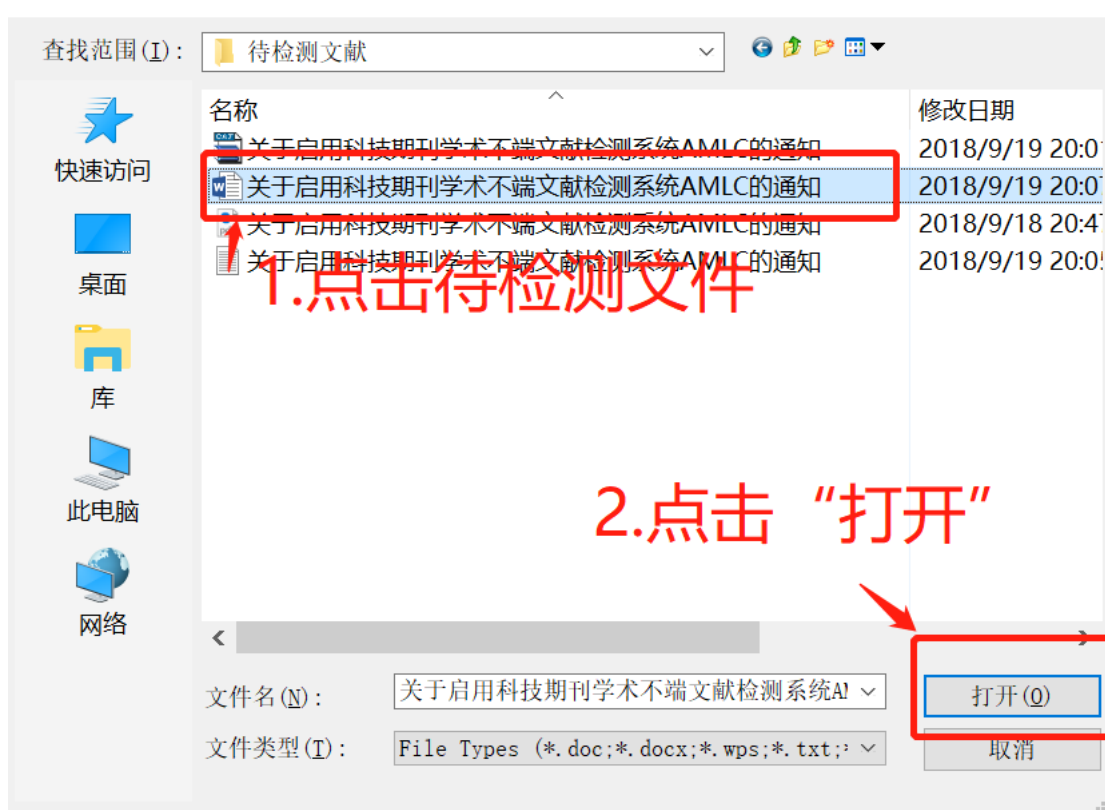 查找范围(I): 待检测文献
名称 修改日期
关于启用科技期刊学术不端文献检测系统AMLC的通知 2018/9/19 20:0
关于启用科技期刊学术不端文献检测系统AMLC的通知 2018/9/19 20:0
关于启用科技期刊学术不端文献检测系统AMLC的通知 2018/9/18 20:4
关于启用科技期刊学术不端文献检测系统AMLC的通知 2018/9/19 20:0
1.点击待检测文件
2.点击“打开”
快速访问
桌面
库
此电脑
网络
文件名(N): 关于启用科技期刊学术不端文献检测系统A
打开(O)
文件类型(T): File Types (*.doc;*.docx;*.wps;*.txt;
取消